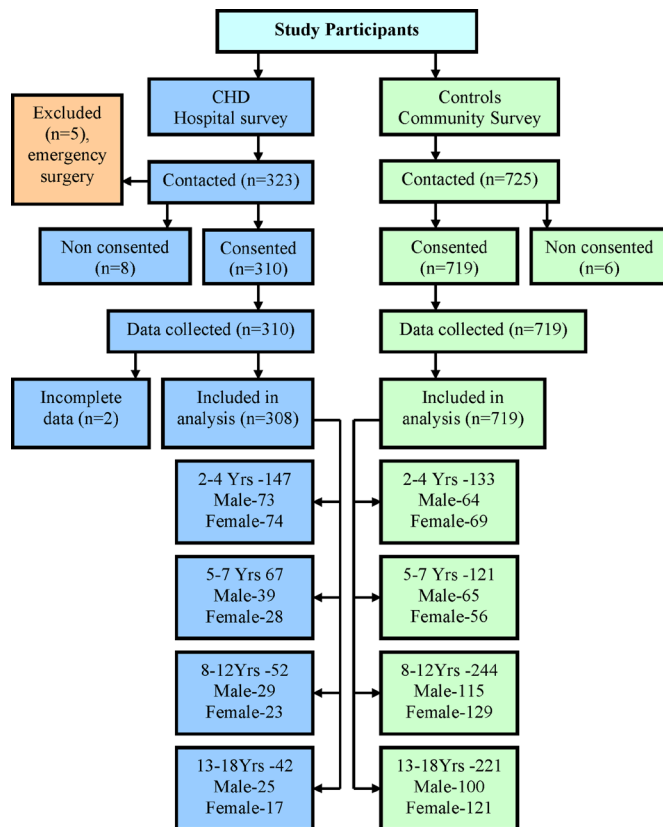 Study Participants
CHD
Hospital survey
Controls
Community Survey
Excluded
(n=5),
emergency
surgery
Contacted (n=323)
Contacted (n=725)
Non consented
(n=8)
Consented
(n=310)
Consented
(n=719)
Non consented
(n=6)
Data collected (n=310)
Data collected (n=719)
Incomplete
data (n=2)
Included in
analysis (n=308)
Included in
analysis (n=719)
2-4 Yrs -147
Male-73
Female-74
2-4 Yrs -133
Male-64
Female-69
5-7 Yrs 67
Male-39
Female-28
5-7 Yrs -121
Male-65
Female-56
8-12Yrs -52
Male-29
Female-23
8-12Yrs -244
Male-115
Female-129
13-18Yrs -42
Male-25
Female-17
13-18Yrs -221
Male-100
Female-121